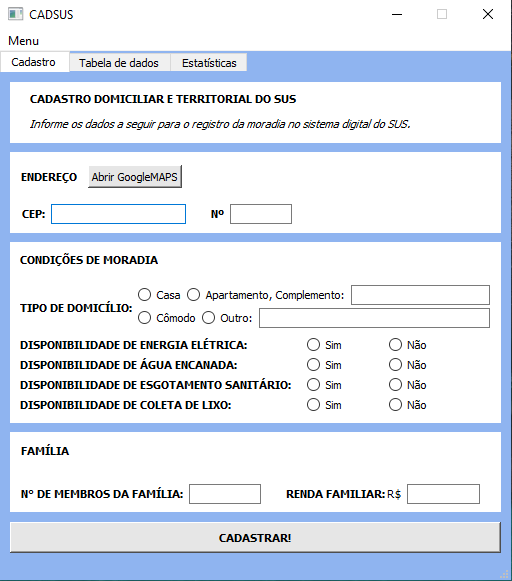 CADSUS
Menu
Cadastro Tabela de dados Estatísticas
CADASTRO DOMICILIAR E TERRITORIAL DO SUS
Informe os dados a seguir para o registro da moradia no sistema digital do SUS.
ENDEREÇO Abrir GoogleMAPS
CEP: Nº
CONDIÇÕES DE MORADIA
TIPO DE DOMICÍLIO: Casa Apartamento, Complemento:
Cômodo Outro:
DISPONIBILIDADE DE ENERGIA ELÉTRICA: Sim Não
DISPONIBILIDADE DE ÁGUA ENCANADA: Sim Não
DISPONIBILIDADE DE ESGOTAMENTO SANITÁRIO: Sim Não
DISPONIBILIDADE DE COLETA DE LIXO: Sim Não
FAMÍLIA
N° DE MEMBROS DA FAMÍLIA: RENDA FAMILIAR: R$
CADASTRAR!